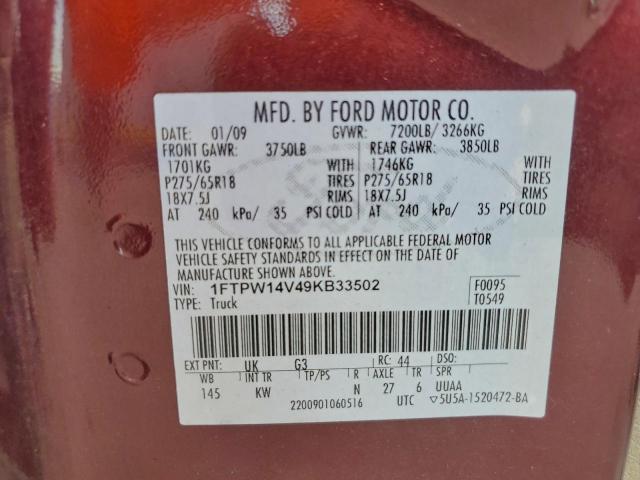 MFD. BY FORD MOTOR CO.
DATE: 01/09 GVWR: 7200LB/ 3266KG
FRONT GAWR: 3750LB REAR GAWR: 3850LB
1701KG WITH 1746KG WITH
P275/65R18 TIRES P275/65R18 TIRES
18X7.5J RIMS 18X7.5J RIMS
AT 240 kPa/ 35 PSI COLD AT 240 kPa/ 35 PSI COLD
THIS VEHICLE CONFORMS TO ALL APPLICABLE FEDERAL MOTOR
VEHICLE SAFETY STANDARDS IN EFFECT ON THE DATE OF
MANUFACTURE SHOWN ABOVE.
VIN: 1FTPW14V49KB33502 F0095
TYPE: Truck T0549
EXT PNT: UK G3 RC: 44 DSO:
WB INT TR TP/PS R AXLE TR SPR
145 KW N 27 6 UUAA
2200901060516 UTC ▽5U5A-1520472-BA